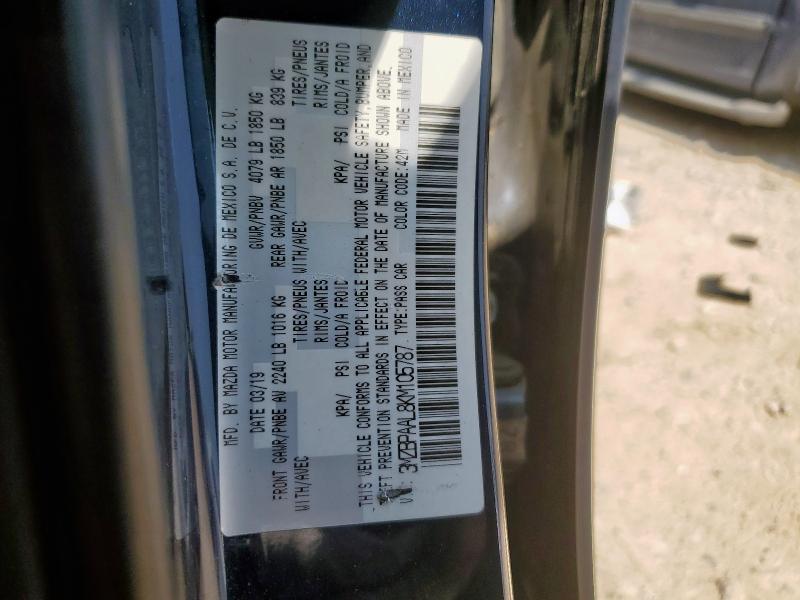 MFD. BY MAZDA MOTOR MANUFACTURING DE MEXICO S.A. DE C.V.
DATE 03/19 GVWR/PNBV 4079 LB 1850 KG
FRONT GAWR/PNBE AV 2240 LB 1016 KG REAR GAWR/PNBE AR 1850 LB 839 KG
WITH/AVEC TIRES/PNEUS WITH/AVEC TIRES/PNEUS
RIMS/JANTES RIMS/JANTES
KPA/ PSI COLD/A FROID KPA/ PSI COLD/A FROID
THIS VEHICLE CONFORMS TO ALL APPLICABLE FEDERAL MOTOR VEHICLE SAFETY, BUMPER, AND
THEFT PREVENTION STANDARDS IN EFFECT ON THE DATE OF MANUFACTURE SHOWN ABOVE.
3MZBPAAL8KM105787 TYPE:PASS CAR COLOR CODE:42M MADE IN MEXICO